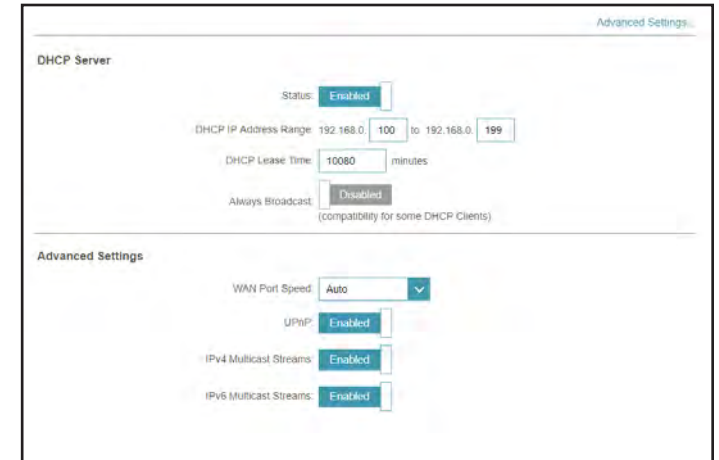 Advanced Settings...
DHCP Server
Status: Enabled
DHCP IP Address Range: 192.168.0. 100 to 192.168.0. 199
DHCP Lease Time: 10080 minutes
Always Broadcast: Disabled
(compatibility for some DHCP Clients)
Advanced Settings
WAN Port Speed: Auto
UPnP: Enabled
IPv4 Multicast Streams: Enabled
IPv6 Multicast Streams: Enabled